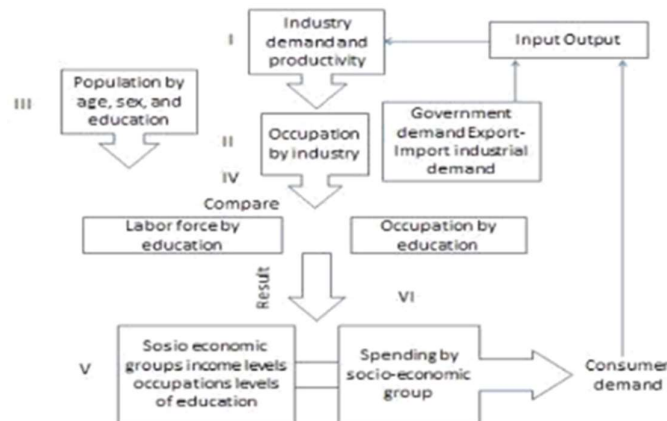 I
Industry
demand and
productivity
Input Output
III
Population by
age, sex, and
education
II
Occupation
by industry
Government
demand Export-
Import industrial
demand
IV
Compare
Labor force by
education
Occupation by
education
Result
VI
V
Sosio economic
groups income levels
occupations levels
of education
Spending by
socio-economic
group
Consumer
demand